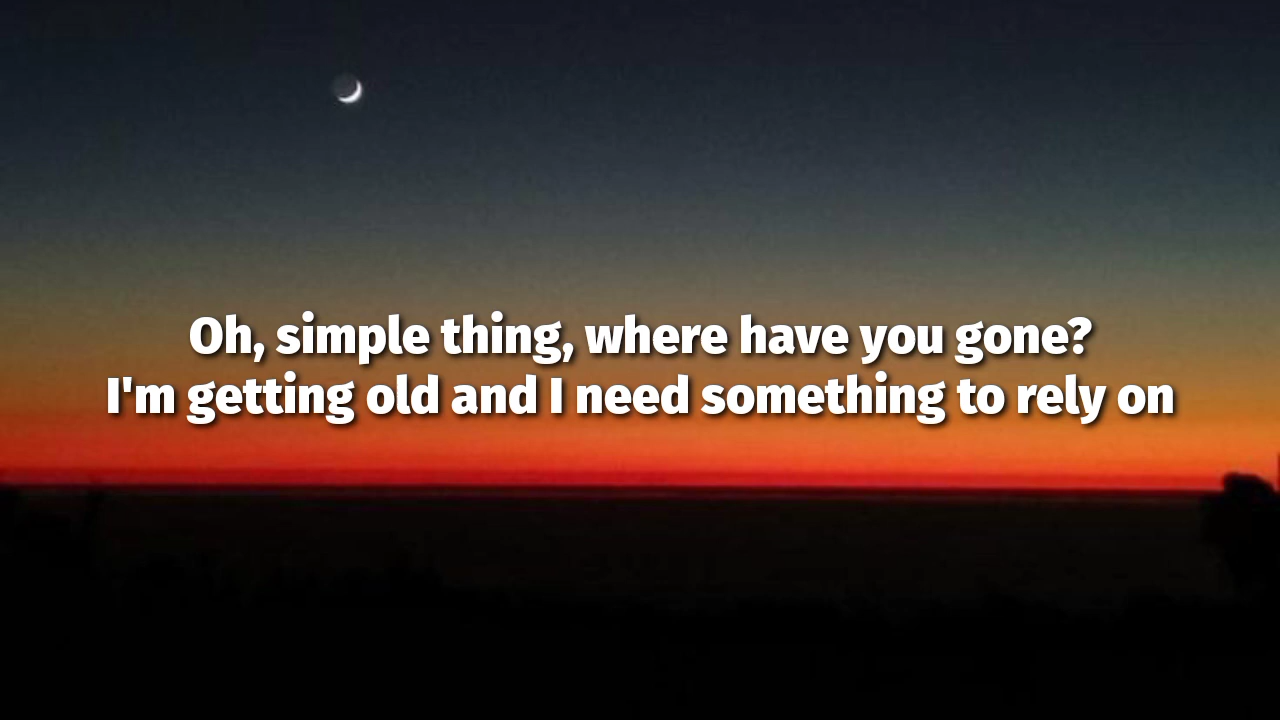 Oh, simple thing, where have you gone?
I'm getting old and I need something to rely on